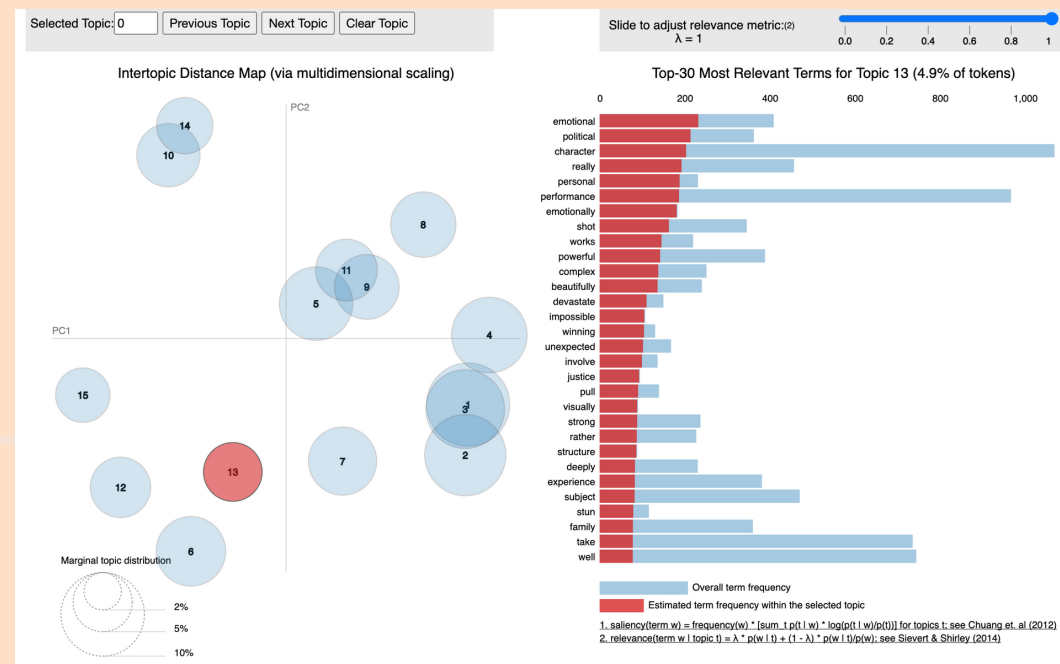 Selected Topic: 0 Previous Topic Next Topic Clear Topic
Slide to adjust relevance metric:(2)
λ = 1
0.0 0.2 0.4 0.6 0.8 1
Intertopic Distance Map (via multidimensional scaling)
PC2
PC1
14
10
8
11
9
5
4
15
1
3
2
7
13
12
6
Marginal topic distribution
2%
5%
10%
Top-30 Most Relevant Terms for Topic 13 (4.9% of tokens)
0 200 400 600 800 1,000
emotional
political
character
really
personal
performance
emotionally
shot
works
powerful
complex
beautifully
devastate
impossible
winning
unexpected
involve
justice
pull
visually
strong
rather
structure
deeply
experience
subject
stun
family
take
well
Overall term frequency
Estimated term frequency within the selected topic
1. saliency(term w) = frequency(w) * [sum_t p(t | w) * log(p(t | w)/p(t))] for topics t; see Chuang et. al (2012)
2. relevance(term w | topic t) = λ * p(w | t) + (1 - λ) * p(w | t)/p(w); see Sievert & Shirley (2014)